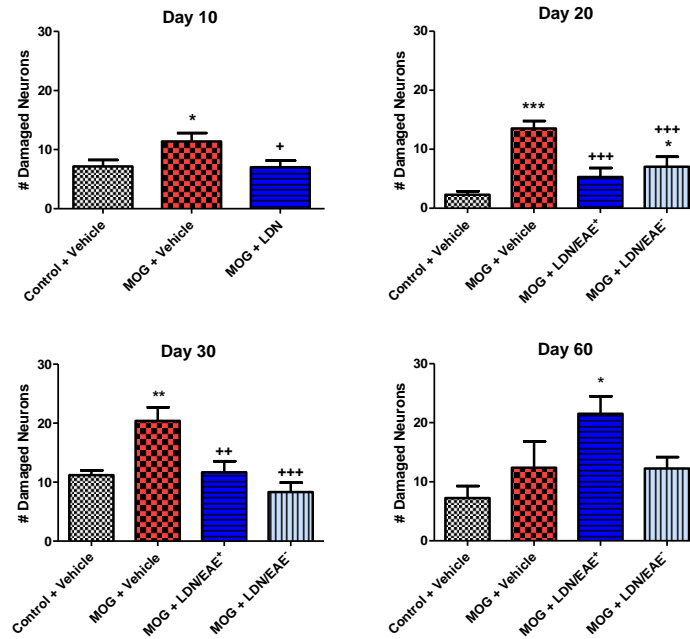 Day 10
# Damaged Neurons
30
20
10
0
*
+
Control + Vehicle
MOG + Vehicle
MOG + LDN
Day 20
# Damaged Neurons
30
20
10
0
***
+++
+++
*
Control + Vehicle
MOG + Vehicle
MOG + LDN/EAE⁺
MOG + LDN/EAE⁻
Day 30
# Damaged Neurons
30
20
10
0
**
++
+++
Control + Vehicle
MOG + Vehicle
MOG + LDN/EAE⁺
MOG + LDN/EAE⁻
Day 60
# Damaged Neurons
30
20
10
0
*
Control + Vehicle
MOG + Vehicle
MOG + LDN/EAE⁺
MOG + LDN/EAE⁻